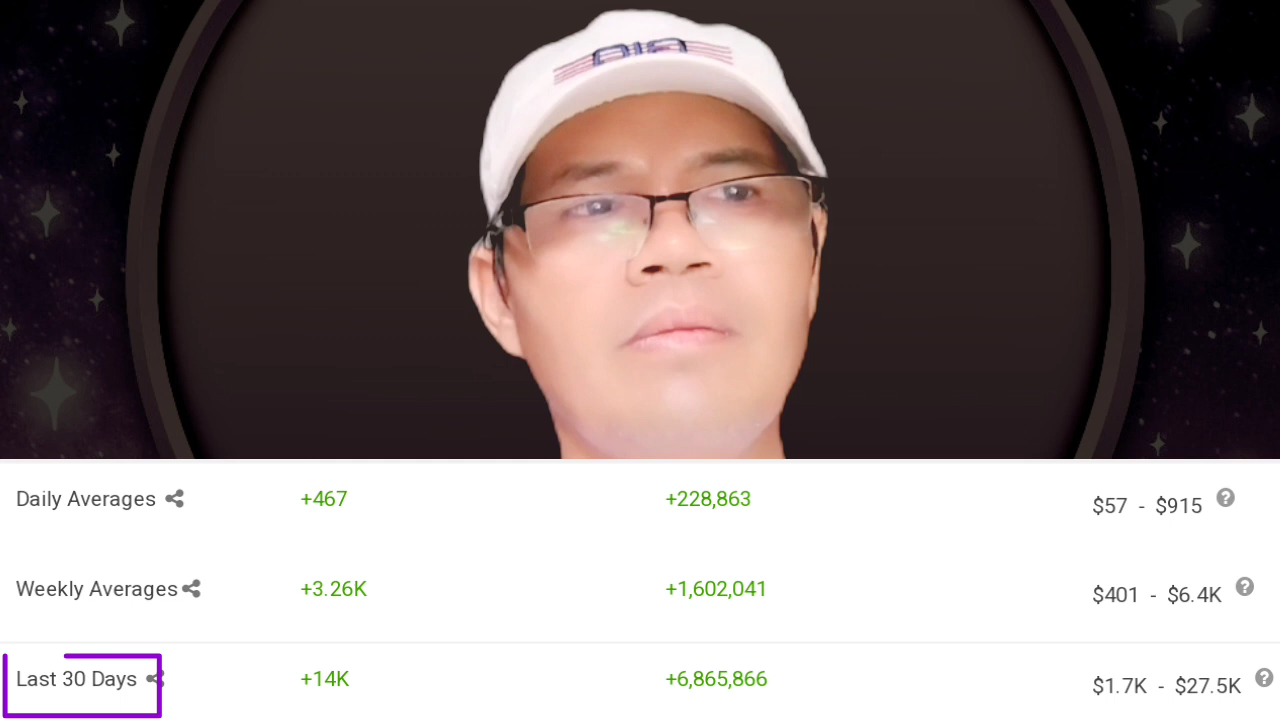 Daily Averages +467 +228,863 $57 - $915 ?
Weekly Averages +3.26K +1,602,041 $401 - $6.4K ?
Last 30 Days +14K +6,865,866 $1.7K - $27.5K ?